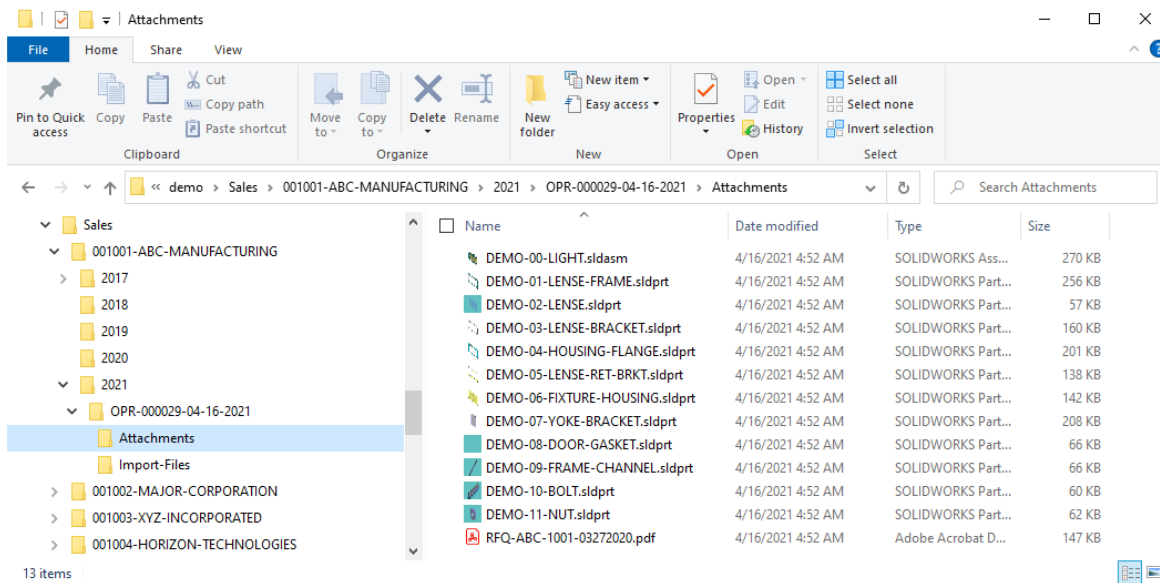 Attachments
File Home Share View
Pin to Quick access
Copy
Paste
Cut
Copy path
Paste shortcut
Clipboard
Move to
Copy to
Delete
Rename
Organize
New folder
New item
Easy access
New
Properties
Open
Edit
History
Open
Select all
Select none
Invert selection
Select
« demo > Sales > 001001-ABC-MANUFACTURING > 2021 > OPR-000029-04-16-2021 > Attachments
Search Attachments
Sales
001001-ABC-MANUFACTURING
2017
2018
2019
2020
2021
OPR-000029-04-16-2021
Attachments
Import-Files
001002-MAJOR-CORPORATION
001003-XYZ-INCORPORATED
001004-HORIZON-TECHNOLOGIES
Name Date modified Type Size
DEMO-00-LIGHT.sldasm 4/16/2021 4:52 AM SOLIDWORKS Ass... 270 KB
DEMO-01-LENSE-FRAME.sldprt 4/16/2021 4:52 AM SOLIDWORKS Part... 256 KB
DEMO-02-LENSE.sldprt 4/16/2021 4:52 AM SOLIDWORKS Part... 57 KB
DEMO-03-LENSE-BRACKET.sldprt 4/16/2021 4:52 AM SOLIDWORKS Part... 160 KB
DEMO-04-HOUSING-FLANGE.sldprt 4/16/2021 4:52 AM SOLIDWORKS Part... 201 KB
DEMO-05-LENSE-RET-BRKT.sldprt 4/16/2021 4:52 AM SOLIDWORKS Part... 138 KB
DEMO-06-FIXTURE-HOUSING.sldprt 4/16/2021 4:52 AM SOLIDWORKS Part... 142 KB
DEMO-07-YOKE-BRACKET.sldprt 4/16/2021 4:52 AM SOLIDWORKS Part... 208 KB
DEMO-08-DOOR-GASKET.sldprt 4/16/2021 4:52 AM SOLIDWORKS Part... 66 KB
DEMO-09-FRAME-CHANNEL.sldprt 4/16/2021 4:52 AM SOLIDWORKS Part... 66 KB
DEMO-10-BOLT.sldprt 4/16/2021 4:52 AM SOLIDWORKS Part... 60 KB
DEMO-11-NUT.sldprt 4/16/2021 4:52 AM SOLIDWORKS Part... 62 KB
RFQ-ABC-1001-03272020.pdf 4/16/2021 4:52 AM Adobe Acrobat D... 147 KB
13 items